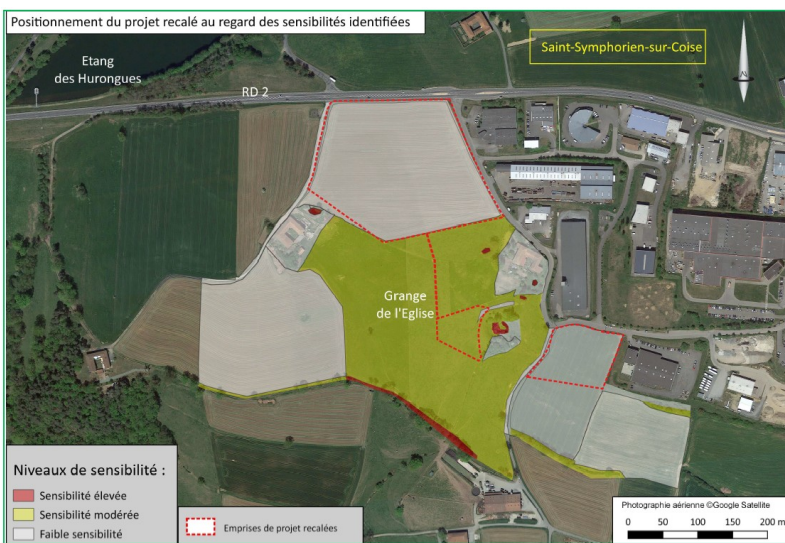 Positionnement du projet recalé au regard des sensibilités identifiées
Saint-Symphorien-sur-Coise
Etang
des Hurongues
RD 2
N
Grange
de l'Eglise
Niveaux de sensibilité :
Sensibilité élevée
Sensibilité modérée
Faible sensibilité
Emprises de projet recalées
Photographie aérienne ©Google Satellite
0 50 100 150 200 m